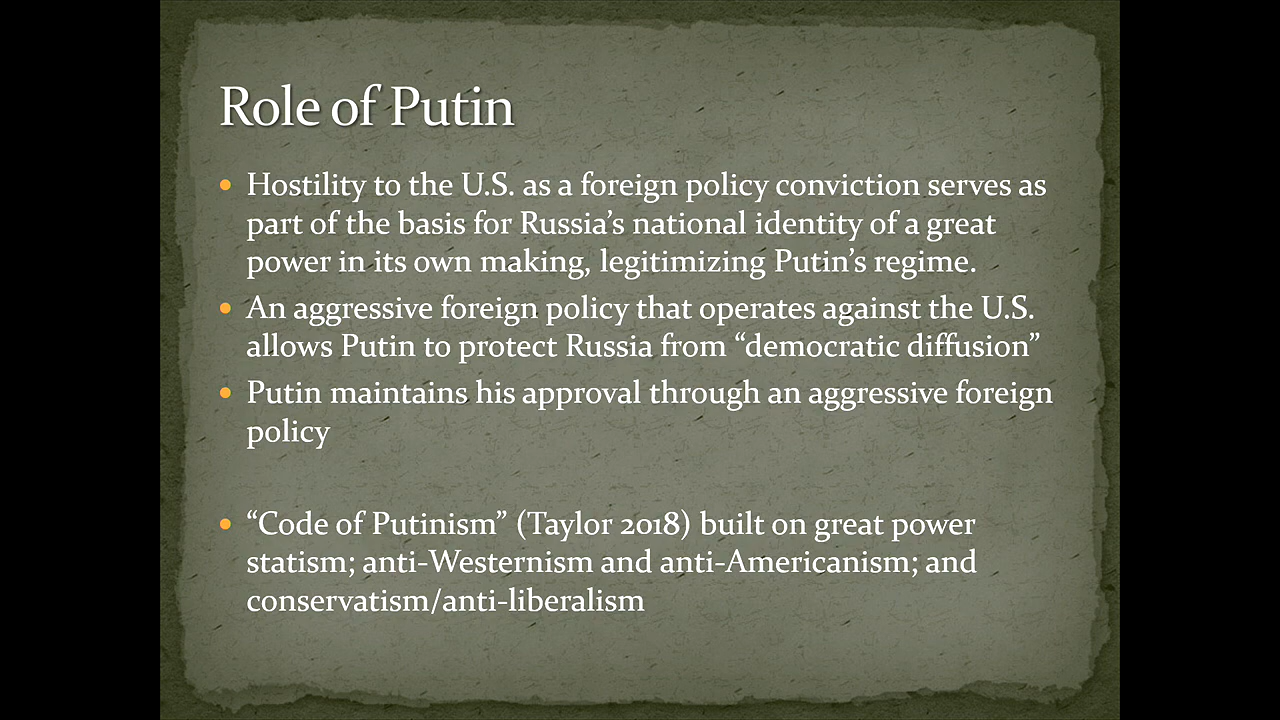 Role of Putin
• Hostility to the U.S. as a foreign policy conviction serves as
part of the basis for Russia’s national identity of a great
power in its own making, legitimizing Putin’s regime.
• An aggressive foreign policy that operates against the U.S.
allows Putin to protect Russia from “democratic diffusion”
• Putin maintains his approval through an aggressive foreign
policy
• “Code of Putinism” (Taylor 2018) built on great power
statism; anti-Westernism and anti-Americanism; and
conservatism/anti-liberalism